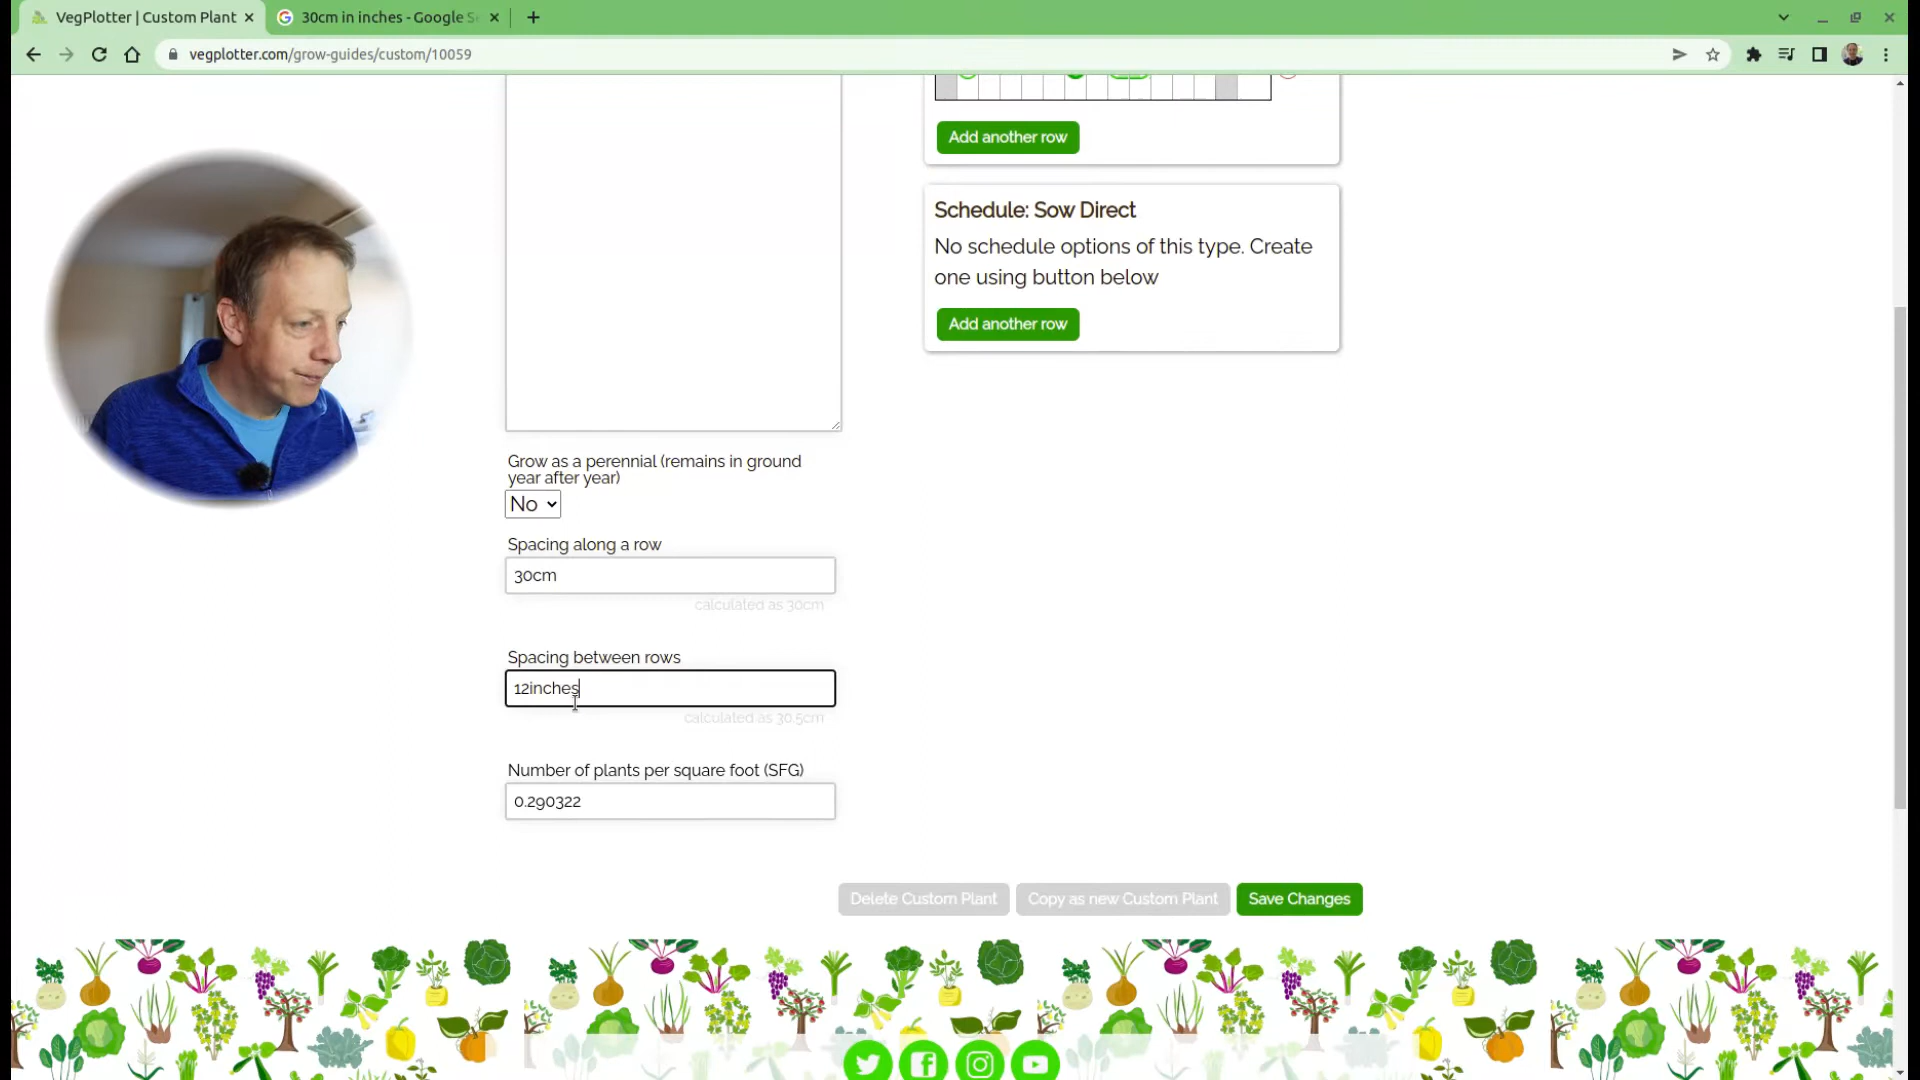 VegPlotter | Custom Plant
30cm in inches - Google S
vegplotter.com/grow-guides/custom/10059
Add another row
Schedule: Sow Direct
No schedule options of this type. Create
one using button below
Add another row
Grow as a perennial (remains in ground
year after year)
No
Spacing along a row
30cm
calculated as 30cm
Spacing between rows
12inches
calculated as 30.5cm
Number of plants per square foot (SFG)
0.290322
Delete Custom Plant
Copy as new Custom Plant
Save Changes